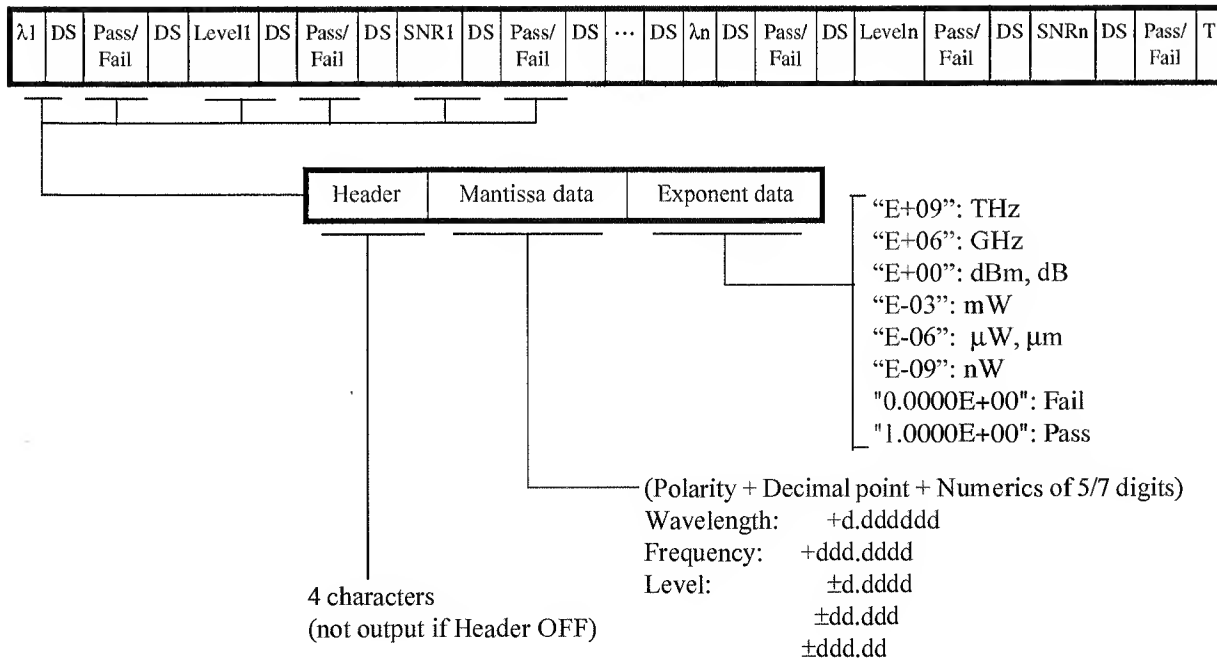 λ1 DS Pass/ Fail DS Level1 DS Pass/ Fail DS SNR1 DS Pass/ Fail DS ··· DS λn DS Pass/ Fail DS Leveln Pass/ Fail DS SNRn DS Pass/ Fail T
Header Mantissa data Exponent data
“E+09”: THz
“E+06”: GHz
“E+00”: dBm, dB
“E-03”: mW
“E-06”: μW, μm
“E-09”: nW
"0.0000E+00": Fail
"1.0000E+00": Pass
(Polarity + Decimal point + Numerics of 5/7 digits)
Wavelength: +d.dddddd
Frequency: +ddd.dddd
Level: ±d.dddd
±dd.ddd
±ddd.dd
4 characters
(not output if Header OFF)